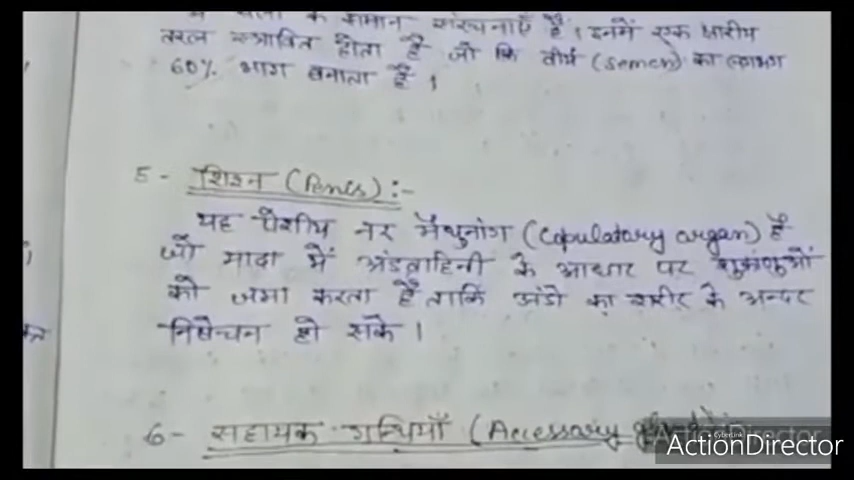 थैली के समान संरचनाएँ हैं। इनमें एक क्षारीय
तरल स्त्रावित होता है जो कि वीर्य (semen) का लगभग
60% भाग बनाता है।
5- शिश्न (Penis) :-
यह पेशीय नर मैथुनांग (Copulatory organ) है
जो मादा में अंडवाहिनी के आधार पर शुक्राणुओं
को जमा करता है ताकि अंडो का शरीर के अन्दर
निषेचन हो सके।
6- सहायक ग्रन्थियाँ (Accessary
CyberLink
ActionDirector